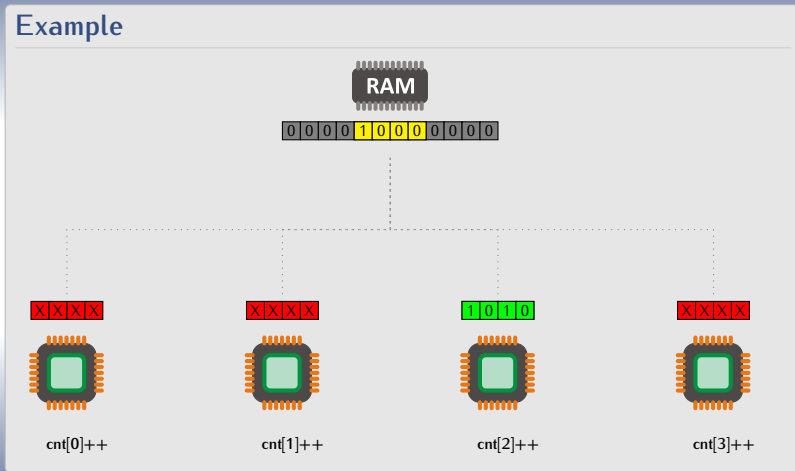 Example
RAM
0 0 0 0 1 0 0 0 0 0 0 0
X X X X X X X X 1 0 1 0 X X X X
cnt[0]++ cnt[1]++ cnt[2]++ cnt[3]++